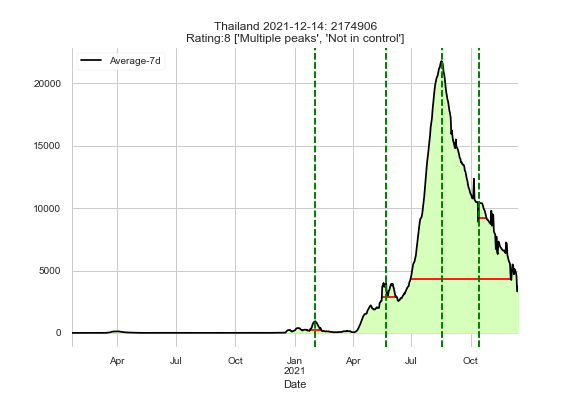 Thailand 2021-12-14: 2174906
Rating:8 ['Multiple peaks', 'Not in control']
Average-7d
20000
15000
10000
5000
0
Apr
Jul
Oct
Jan
2021
Apr
Jul
Oct
Date